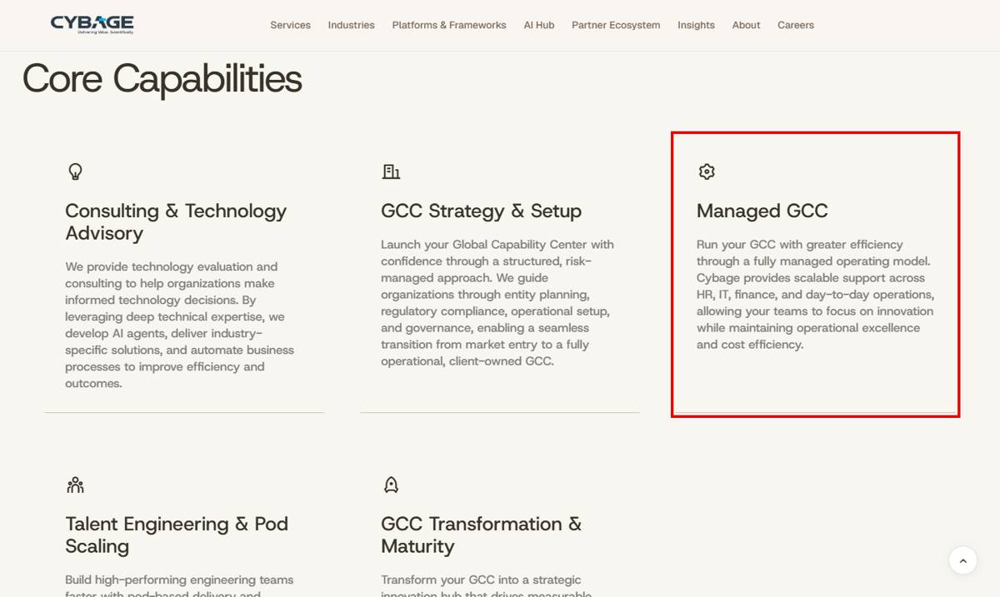 CYBAGE
Delivering Value. Scientifically.
Services
Industries
Platforms & Frameworks
AI Hub
Partner Ecosystem
Insights
About
Careers
Core Capabilities
Consulting & Technology
Advisory
We provide technology evaluation and
consulting to help organizations make
informed technology decisions. By
leveraging deep technical expertise, we
develop AI agents, deliver industry-
specific solutions, and automate business
processes to improve efficiency and
outcomes.
GCC Strategy & Setup
Launch your Global Capability Center with
confidence through a structured, risk-
managed approach. We guide
organizations through entity planning,
regulatory compliance, operational setup,
and governance, enabling a seamless
transition from market entry to a fully
operational, client-owned GCC.
Managed GCC
Run your GCC with greater efficiency
through a fully managed operating model.
Cybage provides scalable support across
HR, IT, finance, and day-to-day operations,
allowing your teams to focus on innovation
while maintaining operational excellence
and cost efficiency.
Talent Engineering & Pod
Scaling
Build high-performing engineering teams
faster with pod-based delivery and
GCC Transformation &
Maturity
Transform your GCC into a strategic
innovation hub that drives measurable